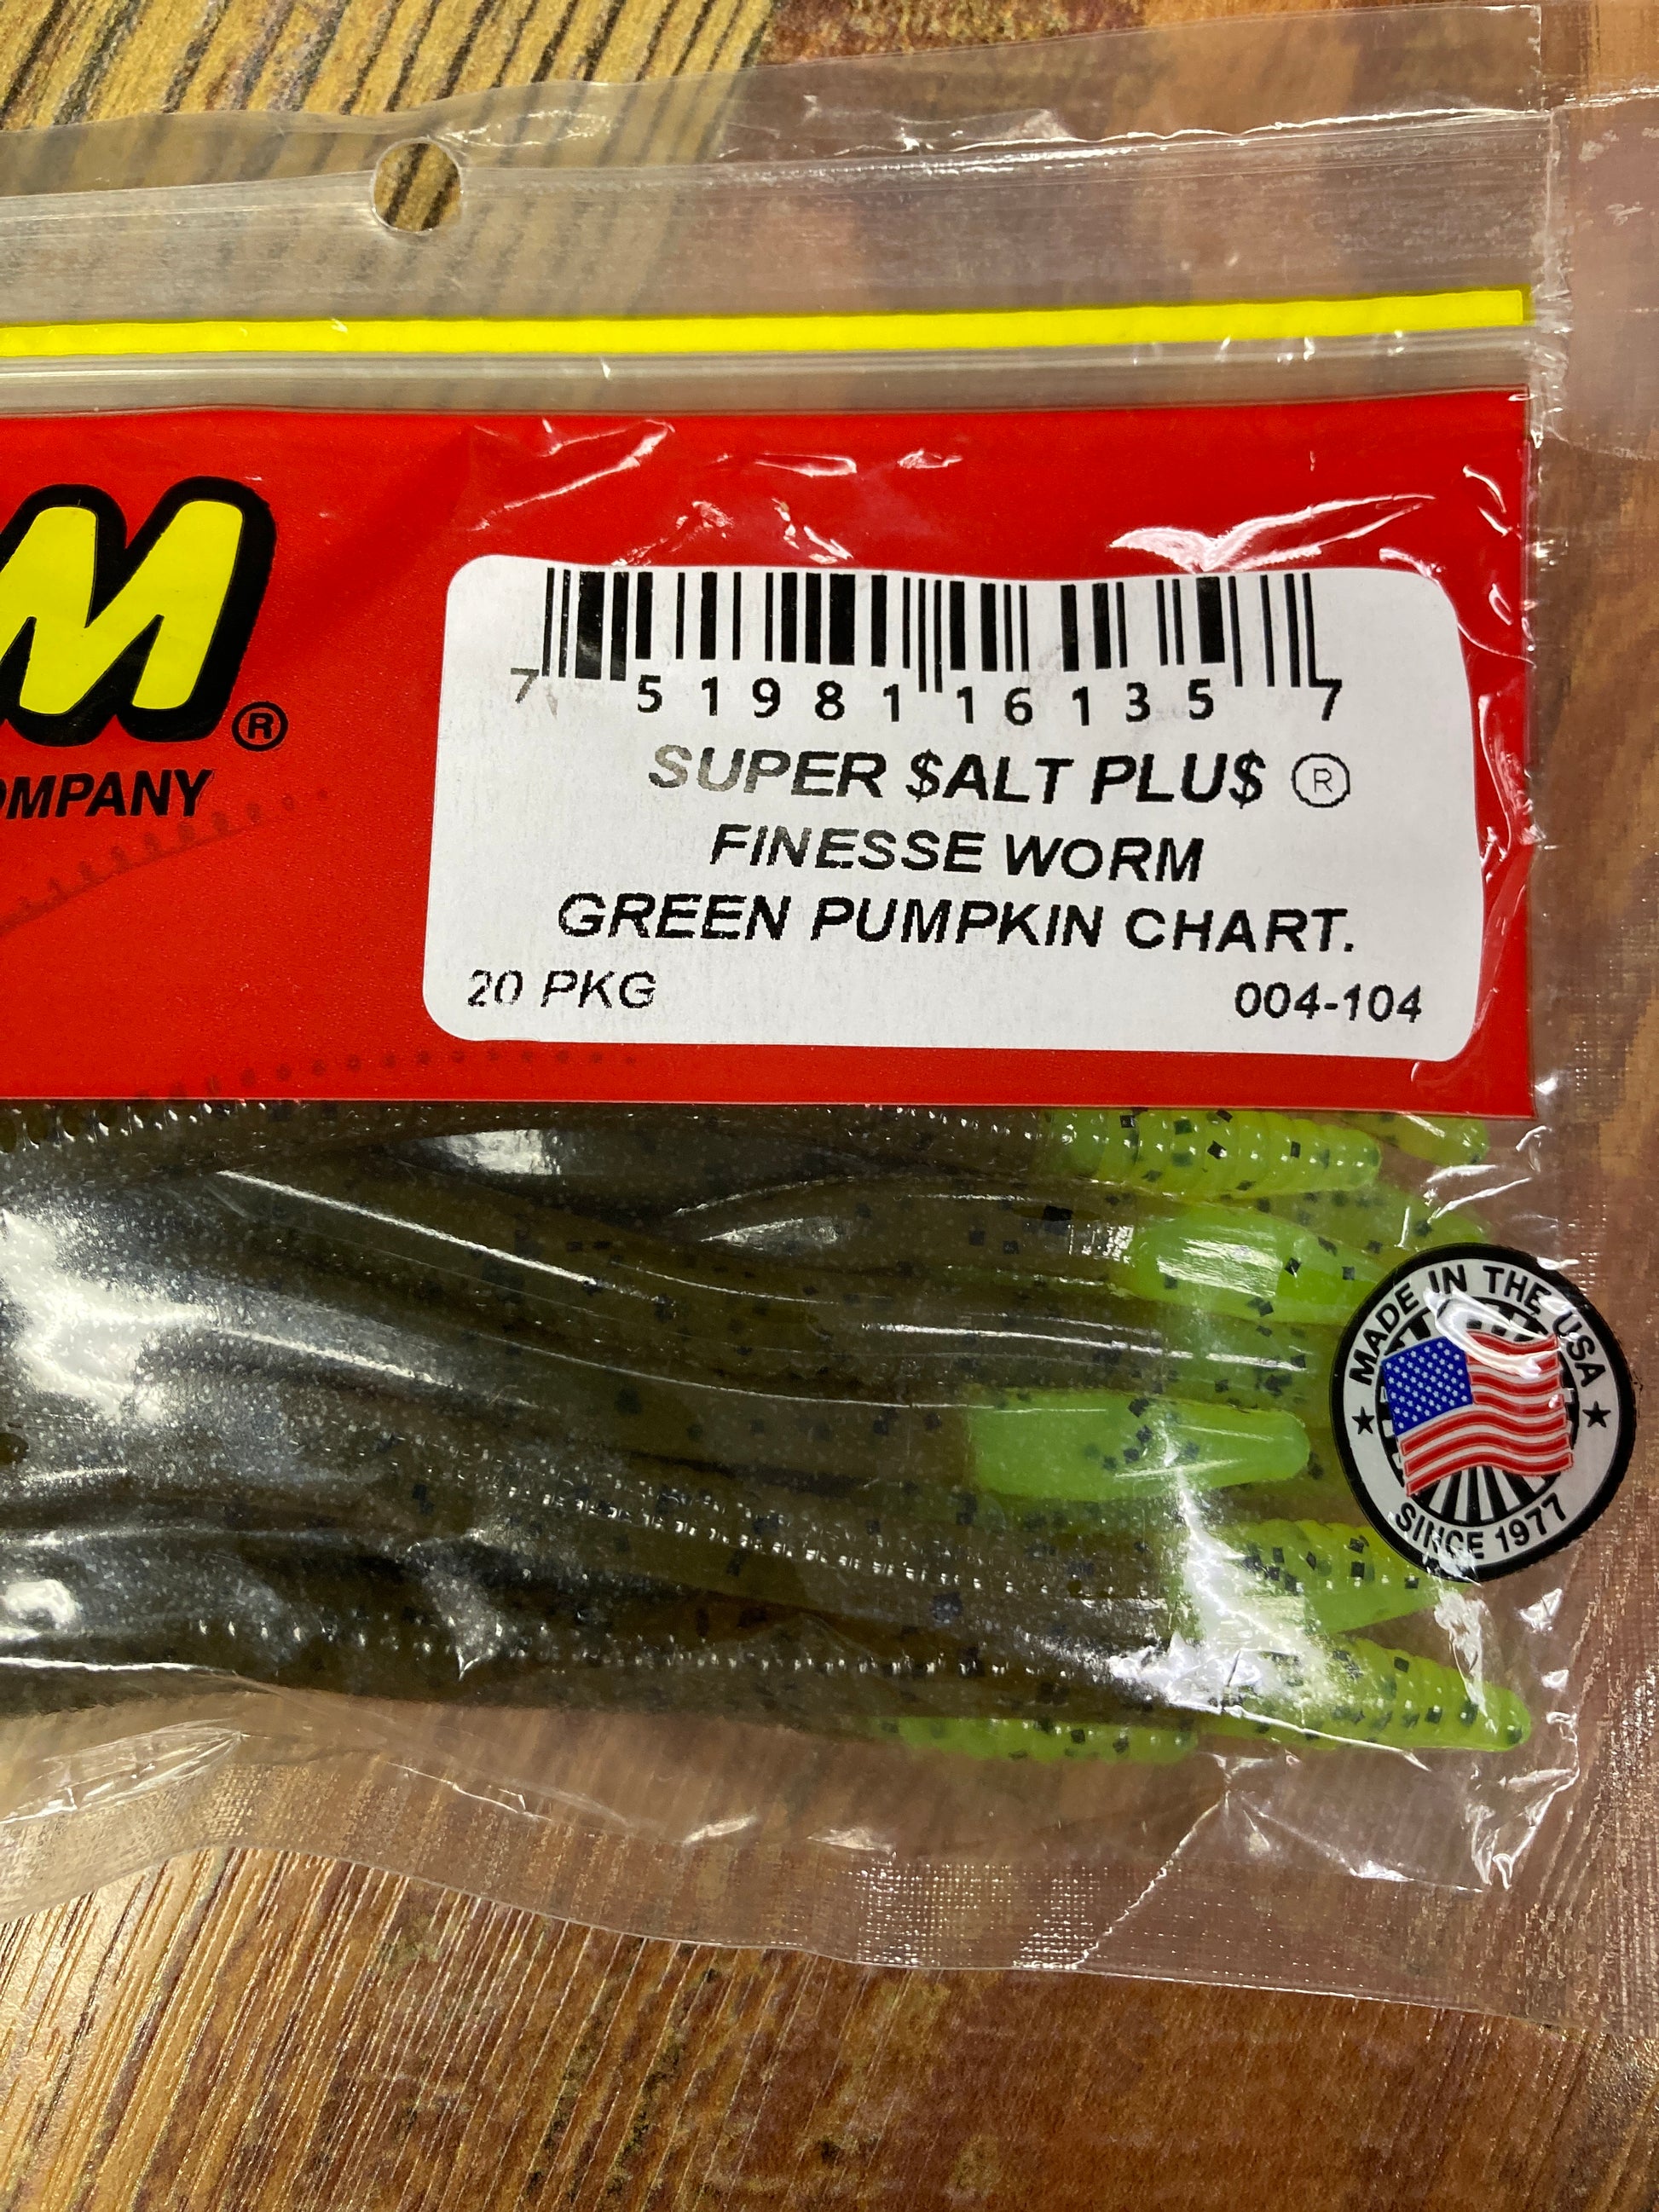 M®
OMPANY
7 51981 16135 7
SUPER $ALT PLU$ ®
FINESSE WORM
GREEN PUMPKIN CHART.
20 PKG 004-104
MADE IN THE USA
SINCE 1977